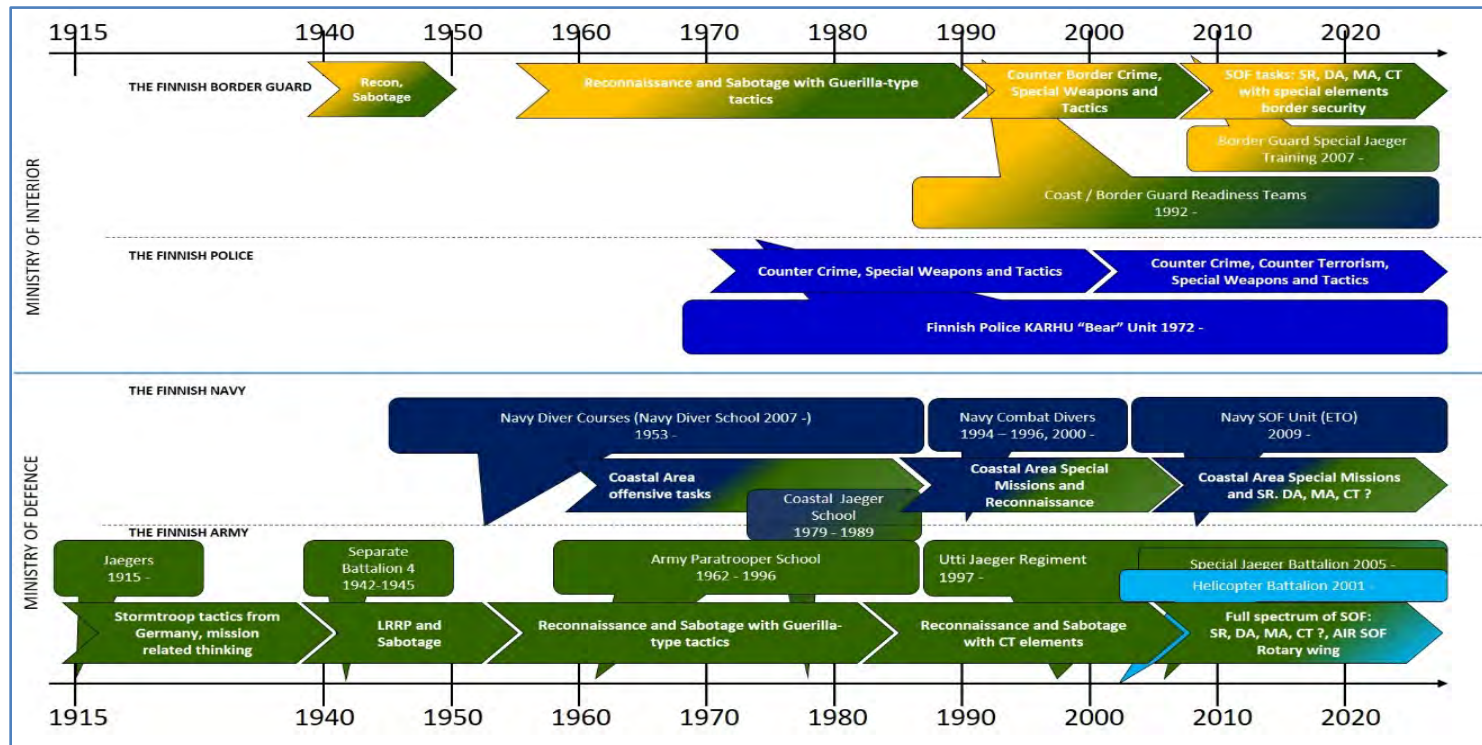 1915 1940 1950 1960 1970 1980 1990 2000 2010 2020
MINISTRY OF INTERIOR
THE FINNISH BORDER GUARD
Recon,
Sabotage
Reconnaissance and Sabotage with Guerilla-type
tactics
Counter Border Crime,
Special Weapons and
Tactics
SOF tasks: SR, DA, MA, CT
with special elements
border security
Border Guard Special Jaeger
Training 2007 -
Coast / Border Guard Readiness Teams
1992 -
THE FINNISH POLICE
Counter Crime, Special Weapons and Tactics
Counter Crime, Counter Terrorism,
Special Weapons and Tactics
Finnish Police KARHU “Bear” Unit 1972 -
MINISTRY OF DEFENCE
THE FINNISH NAVY
Navy Diver Courses (Navy Diver School 2007 -)
1953 -
Navy Combat Divers
1994 – 1996, 2000 -
Navy SOF Unit (ETO)
2009 -
Coastal Area
offensive tasks
Coastal Area Special
Missions and
Reconnaissance
Coastal Area Special Missions
and SR. DA, MA, CT ?
Coastal Jaeger
School
1979 - 1989
THE FINNISH ARMY
Jaegers
1915 -
Separate
Battalion 4
1942-1945
Army Paratrooper School
1962 - 1996
Utti Jaeger Regiment
1997 -
Special Jaeger Battalion 2005 -
Helicopter Battalion 2001 -
Stormtroop tactics from
Germany, mission
related thinking
LRRP and
Sabotage
Reconnaissance and Sabotage with Guerilla-
type tactics
Reconnaissance and Sabotage
with CT elements
Full spectrum of SOF:
SR, DA, MA, CT ?, AIR SOF
Rotary wing
1915 1940 1950 1960 1970 1980 1990 2000 2010 2020